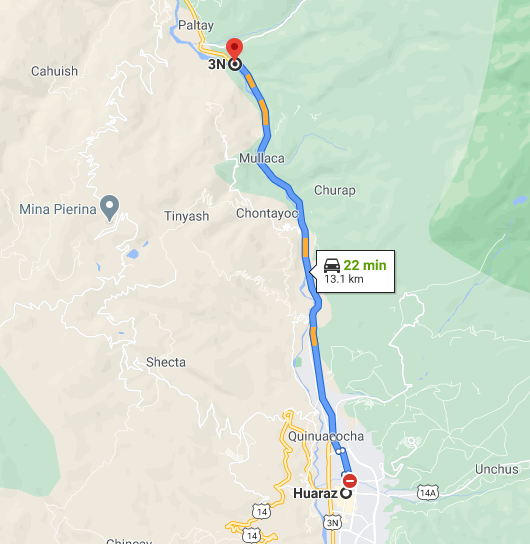 Paltay
3N
Cahuish
Mullaca
Churap
Mina Pierina
Tinyash
Chontayoc
22 min
13.1 km
Shecta
Quinuacocha
Unchus
Huaraz
14A
14
3N
14
Chincay